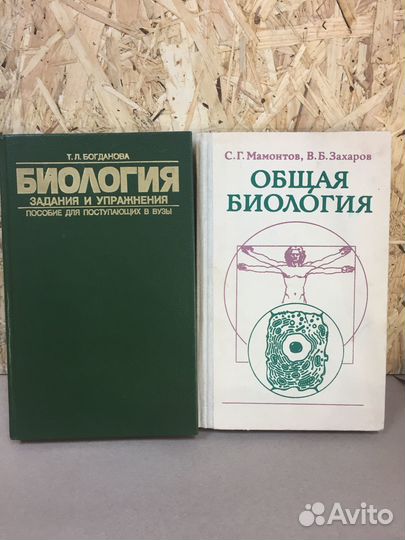 Т. Л. БОГДАНОВА
БИОЛОГИЯ
ЗАДАНИЯ И УПРАЖНЕНИЯ
ПОСОБИЕ ДЛЯ ПОСТУПАЮЩИХ В ВУЗЫ
С. Г. Мамонтов, В. Б. Захаров
ОБЩАЯ
БИОЛОГИЯ
Avito